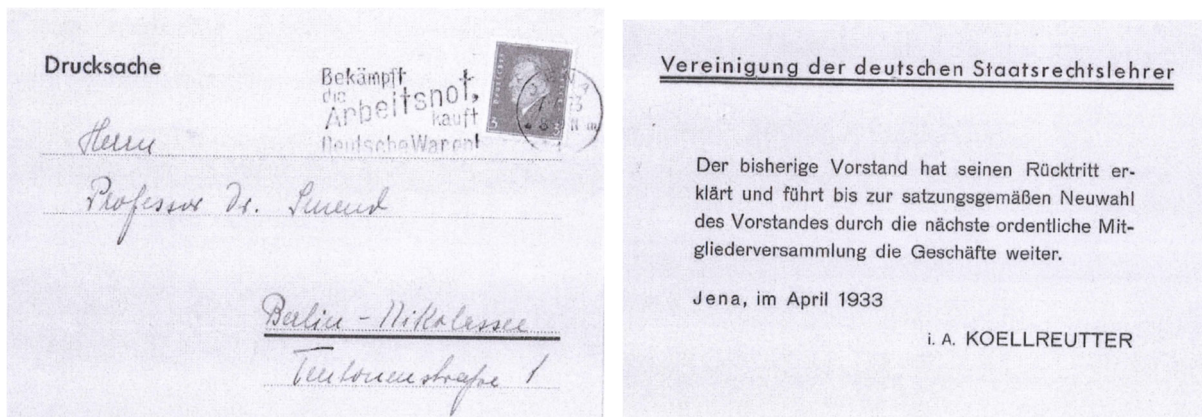 Drucksache
Bekämpft
die
Arbeitsnot,
kauft
Deutsche Waren!
3 3
Herrn
Professor Dr. Smend
Berlin - Nikolassee
Teutonenstraße 1
Vereinigung der deutschen Staatsrechtslehrer
Der bisherige Vorstand hat seinen Rücktritt er-
klärt und führt bis zur satzungsgemäßen Neuwahl
des Vorstandes durch die nächste ordentliche Mit-
gliederversammlung die Geschäfte weiter.
Jena, im April 1933
i. A. KOELLREUTTER